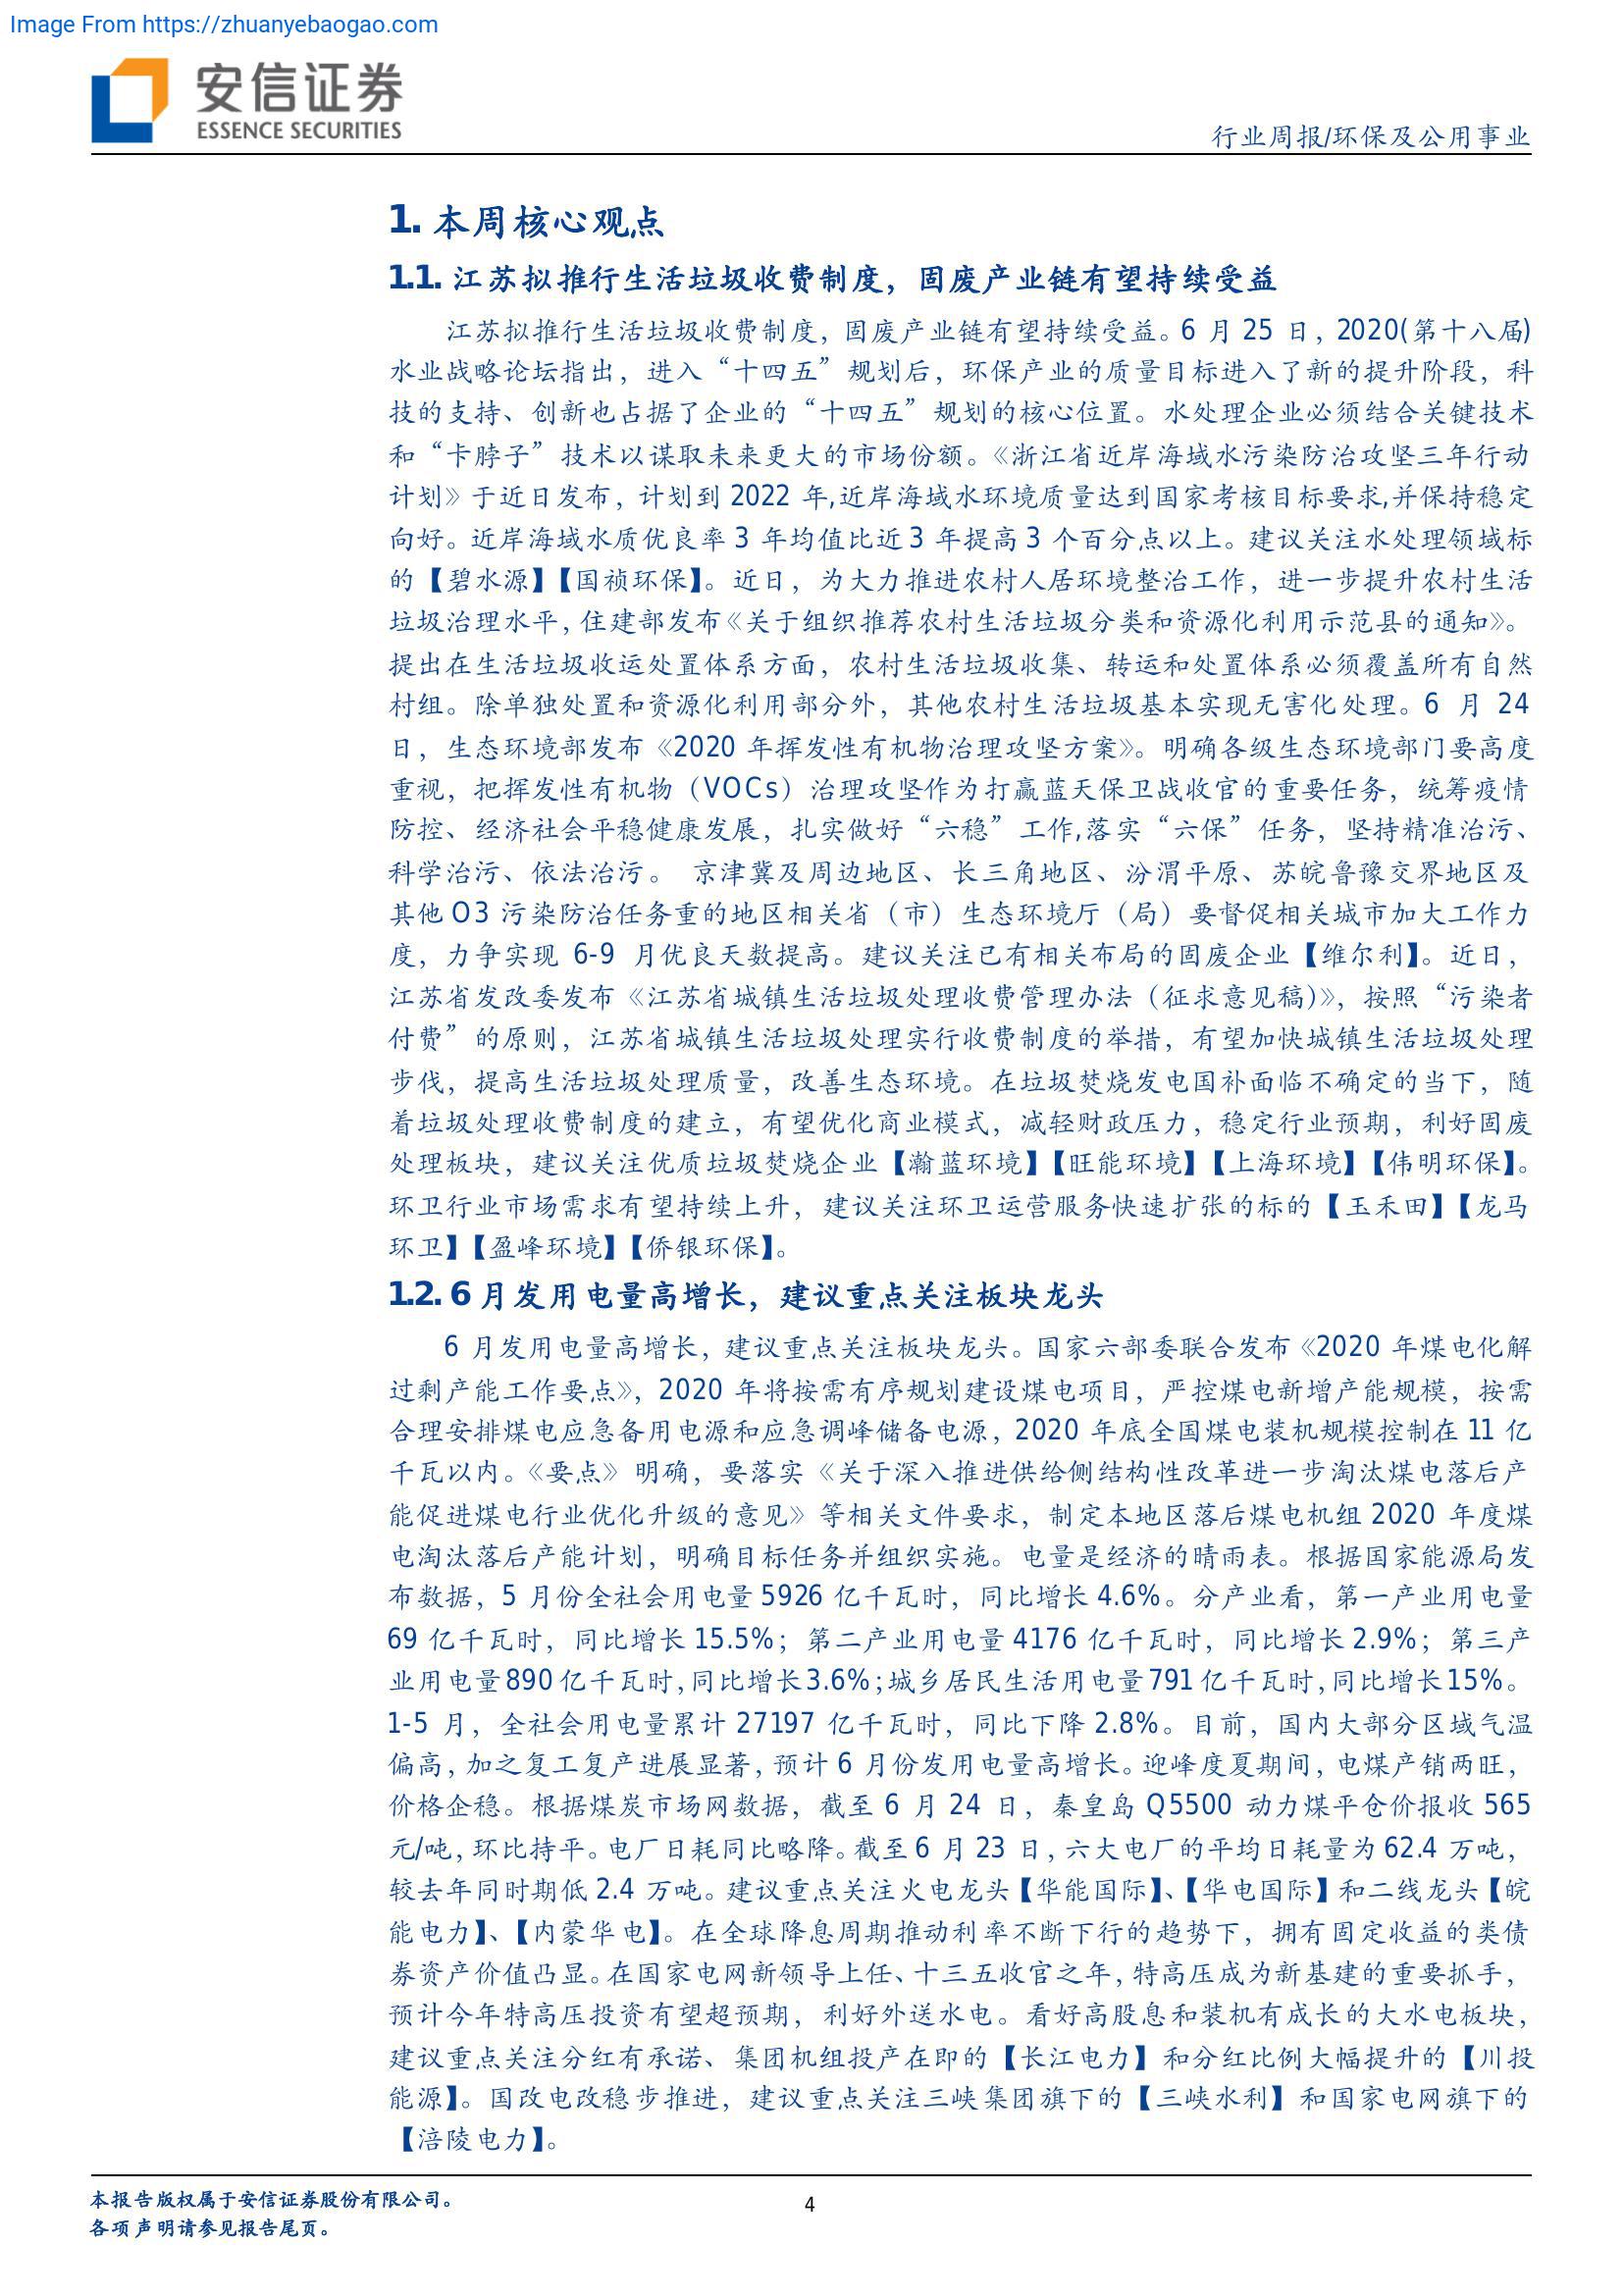 Image From https://zhuanyebaogao.com
安信证券
ESSENCE SECURITIES
行业周报/环保及公用事业
1. 本周核心观点
1.1. 江苏拟推行生活垃圾收费制度，固废产业链有望持续受益
江苏拟推行生活垃圾收费制度，固废产业链有望持续受益。6 月 25 日，2020(第十八届)
水业战略论坛指出，进入“十四五”规划后，环保产业的质量目标进入了新的提升阶段，科
技的支持、创新也占据了企业的“十四五”规划的核心位置。水处理企业必须结合关键技术
和“卡脖子”技术以谋取未来更大的市场份额。《浙江省近岸海域水污染防治攻坚三年行动
计划》于近日发布，计划到 2022 年,近岸海域水环境质量达到国家考核目标要求,并保持稳定
向好。近岸海域水质优良率 3 年均值比近 3 年提高 3 个百分点以上。建议关注水处理领域标
的【碧水源】【国祯环保】。近日，为大力推进农村人居环境整治工作，进一步提升农村生活
垃圾治理水平，住建部发布《关于组织推荐农村生活垃圾分类和资源化利用示范县的通知》。
提出在生活垃圾收运处置体系方面，农村生活垃圾收集、转运和处置体系必须覆盖所有自然
村组。除单独处置和资源化利用部分外，其他农村生活垃圾基本实现无害化处理。6 月 24
日，生态环境部发布《2020 年挥发性有机物治理攻坚方案》。明确各级生态环境部门要高度
重视，把挥发性有机物（VOCs）治理攻坚作为打赢蓝天保卫战收官的重要任务，统筹疫情
防控、经济社会平稳健康发展，扎实做好“六稳”工作,落实“六保”任务，坚持精准治污、
科学治污、依法治污。 京津冀及周边地区、长三角地区、汾渭平原、苏皖鲁豫交界地区及
其他 O3 污染防治任务重的地区相关省（市）生态环境厅（局）要督促相关城市加大工作力
度，力争实现 6-9 月优良天数提高。建议关注已有相关布局的固废企业【维尔利】。近日，
江苏省发改委发布《江苏省城镇生活垃圾处理收费管理办法（征求意见稿)》，按照“污染者
付费”的原则，江苏省城镇生活垃圾处理实行收费制度的举措，有望加快城镇生活垃圾处理
步伐，提高生活垃圾处理质量，改善生态环境。在垃圾焚烧发电国补面临不确定的当下，随
着垃圾处理收费制度的建立，有望优化商业模式，减轻财政压力，稳定行业预期，利好固废
处理板块，建议关注优质垃圾焚烧企业【瀚蓝环境】【旺能环境】【上海环境】【伟明环保】。
环卫行业市场需求有望持续上升，建议关注环卫运营服务快速扩张的标的【玉禾田】【龙马
环卫】【盈峰环境】【侨银环保】。
1.2. 6 月发用电量高增长，建议重点关注板块龙头
6 月发用电量高增长，建议重点关注板块龙头。国家六部委联合发布《2020 年煤电化解
过剩产能工作要点》，2020 年将按需有序规划建设煤电项目，严控煤电新增产能规模，按需
合理安排煤电应急备用电源和应急调峰储备电源，2020 年底全国煤电装机规模控制在 11 亿
千瓦以内。《要点》明确，要落实《关于深入推进供给侧结构性改革进一步淘汰煤电落后产
能促进煤电行业优化升级的意见》等相关文件要求，制定本地区落后煤电机组 2020 年度煤
电淘汰落后产能计划，明确目标任务并组织实施。电量是经济的晴雨表。根据国家能源局发
布数据，5 月份全社会用电量 5926 亿千瓦时，同比增长 4.6%。分产业看，第一产业用电量
69 亿千瓦时，同比增长 15.5%；第二产业用电量 4176 亿千瓦时，同比增长 2.9%；第三产
业用电量 890 亿千瓦时，同比增长 3.6%；城乡居民生活用电量 791 亿千瓦时，同比增长 15%。
1-5 月，全社会用电量累计 27197 亿千瓦时，同比下降 2.8%。目前，国内大部分区域气温
偏高，加之复工复产进展显著，预计 6 月份发用电量高增长。迎峰度夏期间，电煤产销两旺，
价格企稳。根据煤炭市场网数据，截至 6 月 24 日，秦皇岛 Q5500 动力煤平仓价报收 565
元/吨，环比持平。电厂日耗同比略降。截至 6 月 23 日，六大电厂的平均日耗量为 62.4 万吨，
较去年同时期低 2.4 万吨。建议重点关注火电龙头【华能国际】、【华电国际】和二线龙头【皖
能电力】、【内蒙华电】。在全球降息周期推动利率不断下行的趋势下，拥有固定收益的类债
券资产价值凸显。在国家电网新领导上任、十三五收官之年，特高压成为新基建的重要抓手，
预计今年特高压投资有望超预期，利好外送水电。看好高股息和装机有成长的大水电板块，
建议重点关注分红有承诺、集团机组投产在即的【长江电力】和分红比例大幅提升的【川投
能源】。国改电改稳步推进，建议重点关注三峡集团旗下的【三峡水利】和国家电网旗下的
【涪陵电力】。
本报告版权属于安信证券股份有限公司。
各项声明请参见报告尾页。
4